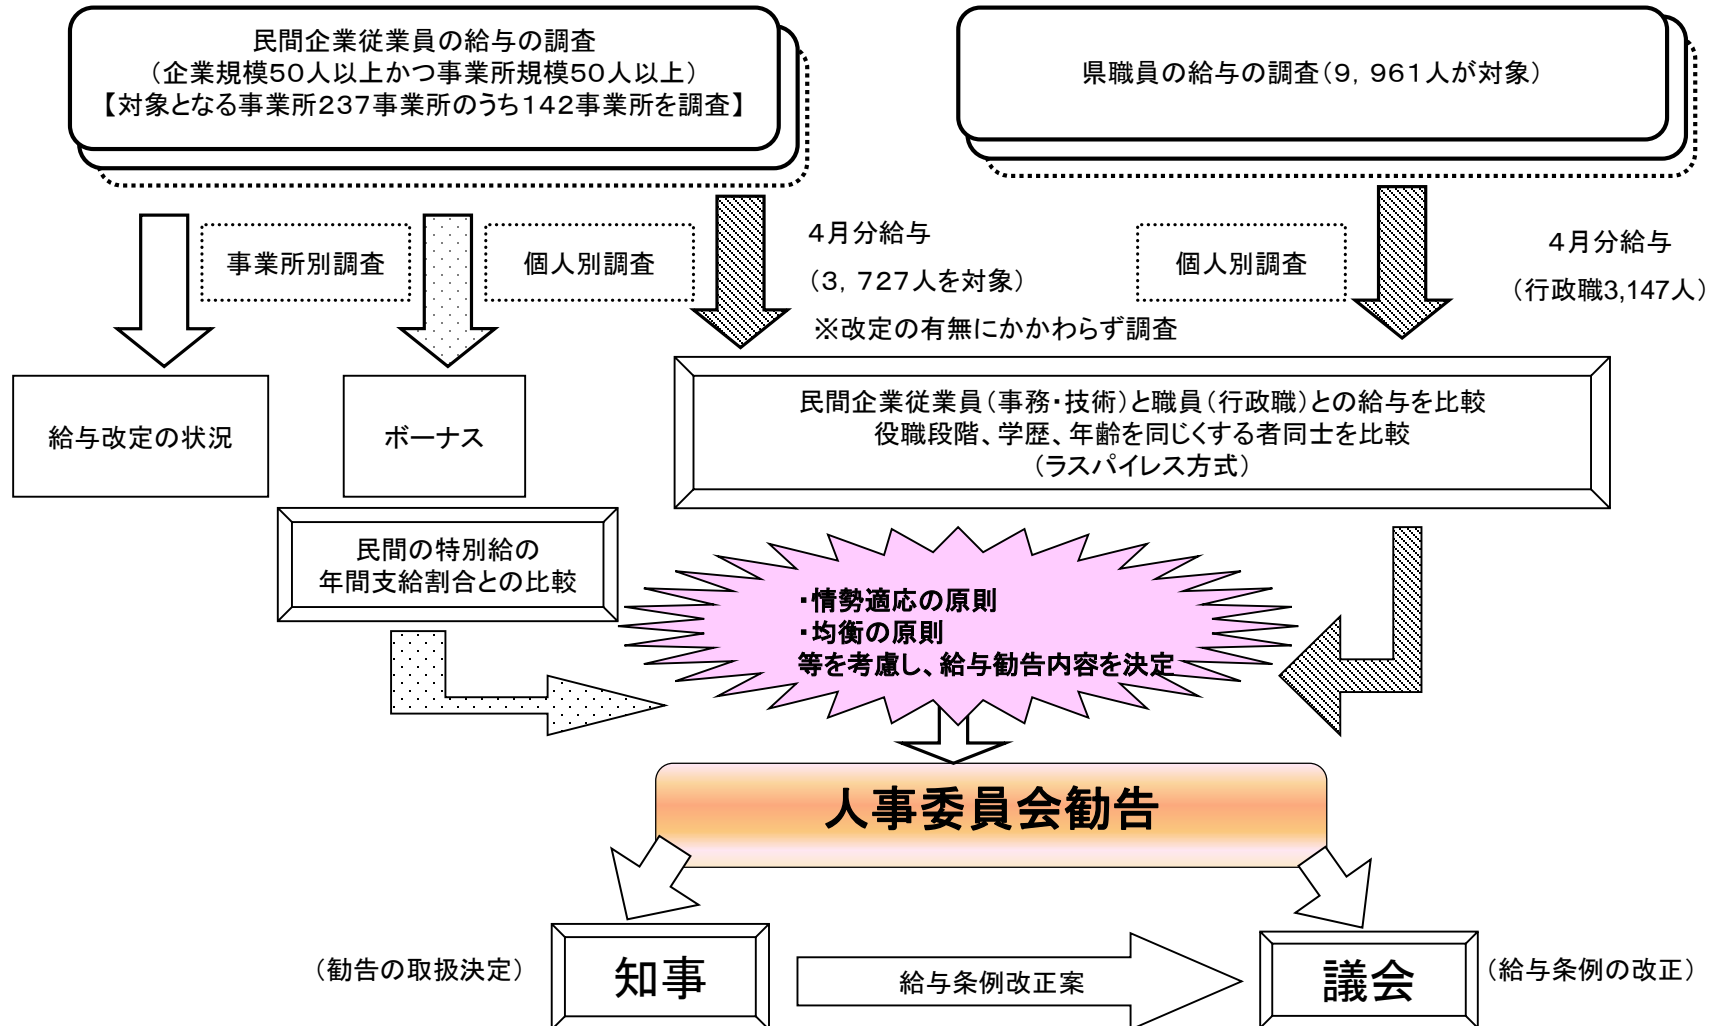 民間企業従業員の給与の調査
（企業規模50人以上かつ事業所規模50人以上）
【対象となる事業所237事業所のうち142事業所を調査】
県職員の給与の調査（9，961人が対象）
事業所別調査
個人別調査
4月分給与
（3，727人を対象）
※改定の有無にかかわらず調査
個人別調査
4月分給与
（行政職3,147人）
給与改定の状況
ボーナス
民間企業従業員（事務・技術）と職員（行政職）との給与を比較
役職段階、学歴、年齢を同じくする者同士を比較
（ラスパイレス方式）
民間の特別給の
年間支給割合との比較
・情勢適応の原則
・均衡の原則
等を考慮し、給与勧告内容を決定
人事委員会勧告
（勧告の取扱決定）
知事
給与条例改正案
議会
（給与条例の改正）